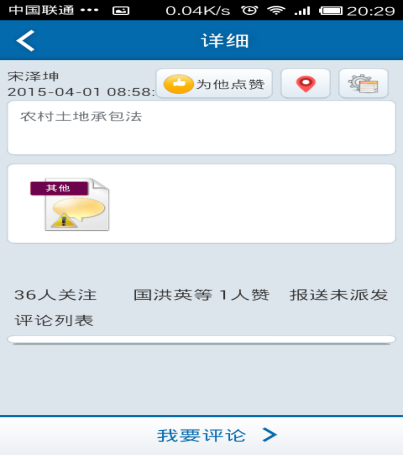 中国联通 ••• 0.04K/s 20:29
详细
宋泽坤
2015-04-01 08:58:
为他点赞
农村土地承包法
其他
36人关注 国洪英等1人赞 报送未派发
评论列表
我要评论